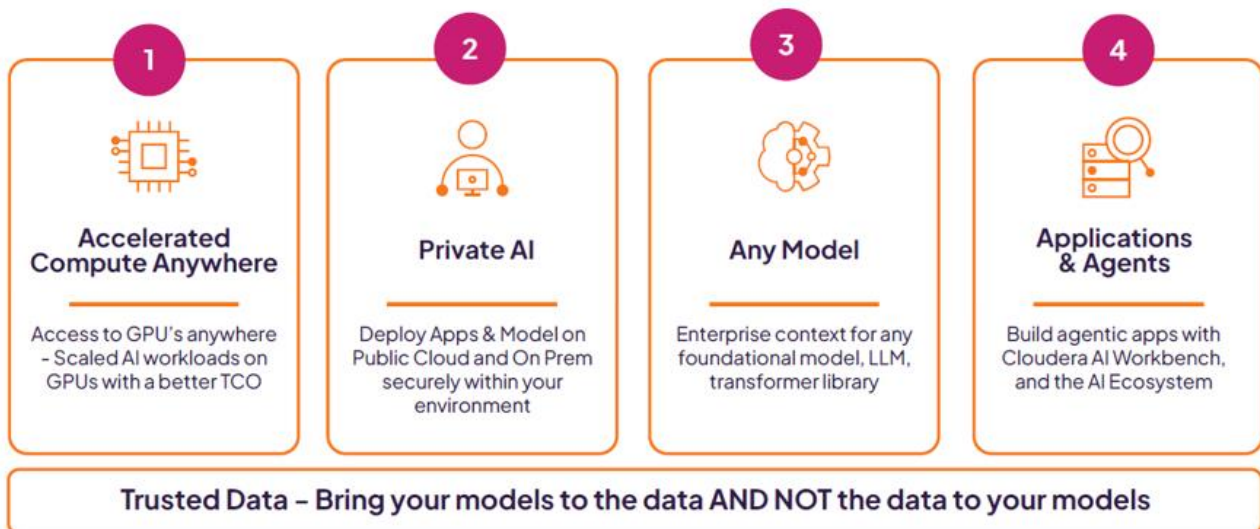 1
Accelerated
Compute Anywhere
Access to GPU's anywhere
- Scaled AI workloads on
GPUs with a better TCO
2
Private AI
Deploy Apps & Model on
Public Cloud and On Prem
securely within your
environment
3
Any Model
Enterprise context for any
foundational model, LLM,
transformer library
4
Applications
& Agents
Build agentic apps with
Cloudera AI Workbench,
and the AI Ecosystem
Trusted Data – Bring your models to the data AND NOT the data to your models